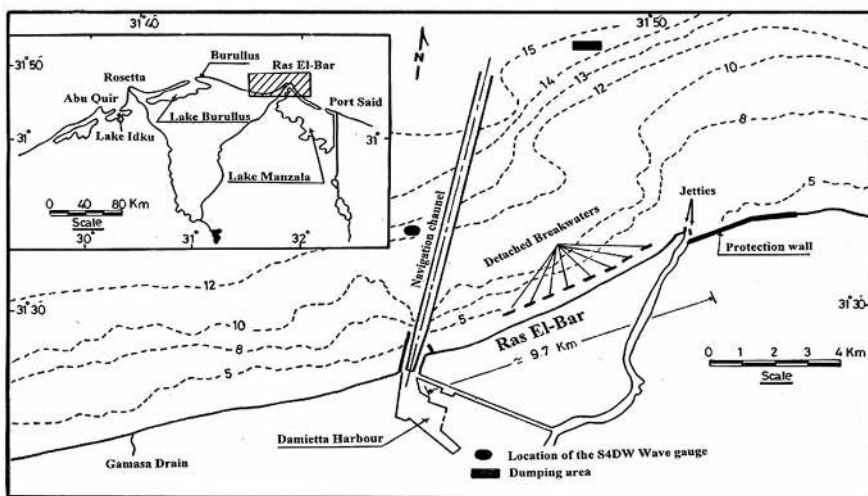 31° 40'
31° 50'
N
15
14
13
12
10
8
5
31° 50
Burullus
Ras El-Bar
Rosetta
Abu Quir
Port Said
Lake Burullus
31°
31°
Lake Idku
Lake Manzala
0 20 40 60 80 Km
Scale
30
31
32
Jetties
Navigation channel
Detached Breakwaters
Protection wall
12
31° 30
10
8
5
5
Ras El-Bar
≃ 9.7 Km
31° 30
0 1 2 3 4 Km
Scale
Damietta Harbour
Gamasa Drain
Location of the S4DW Wave gauge
Dumping area